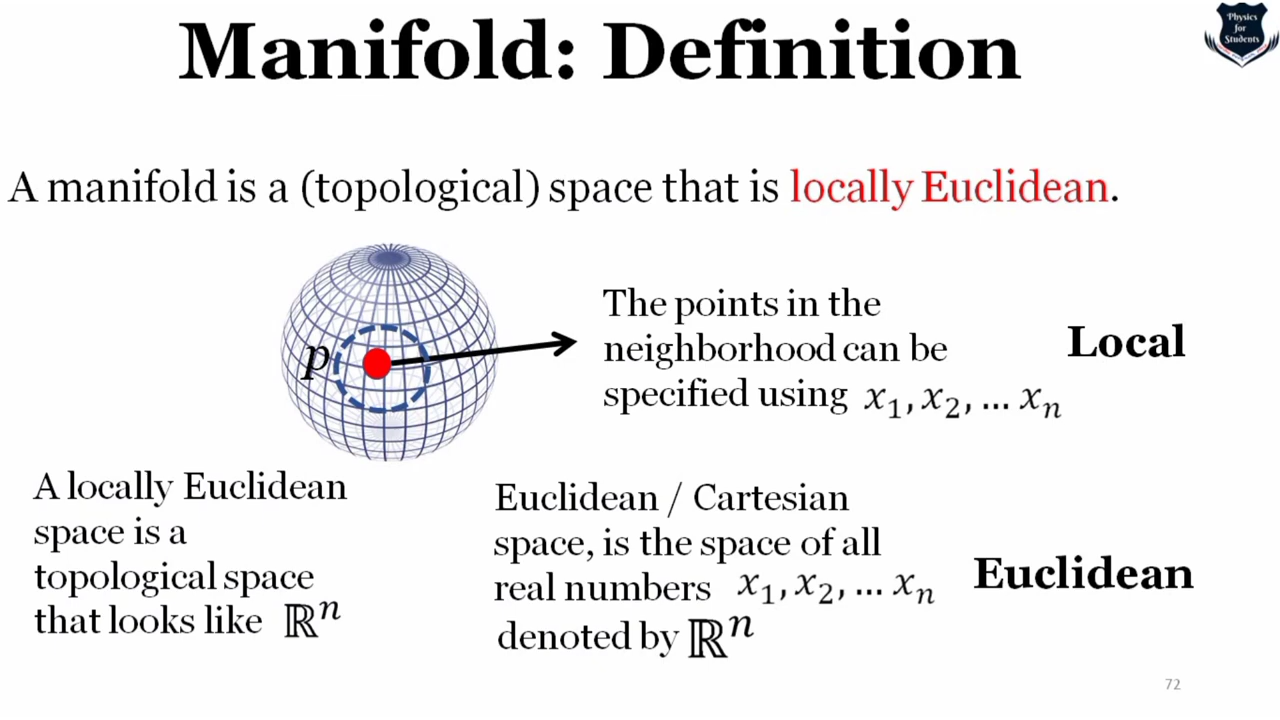 Manifold: Definition
Physics
for
Students
A manifold is a (topological) space that is locally Euclidean.
p
The points in the
neighborhood can be
specified using x₁, x₂, … xₙ
Local
A locally Euclidean
space is a
topological space
that looks like ℝⁿ
Euclidean / Cartesian
space, is the space of all
real numbers x₁, x₂, … xₙ
denoted by ℝⁿ
Euclidean
72